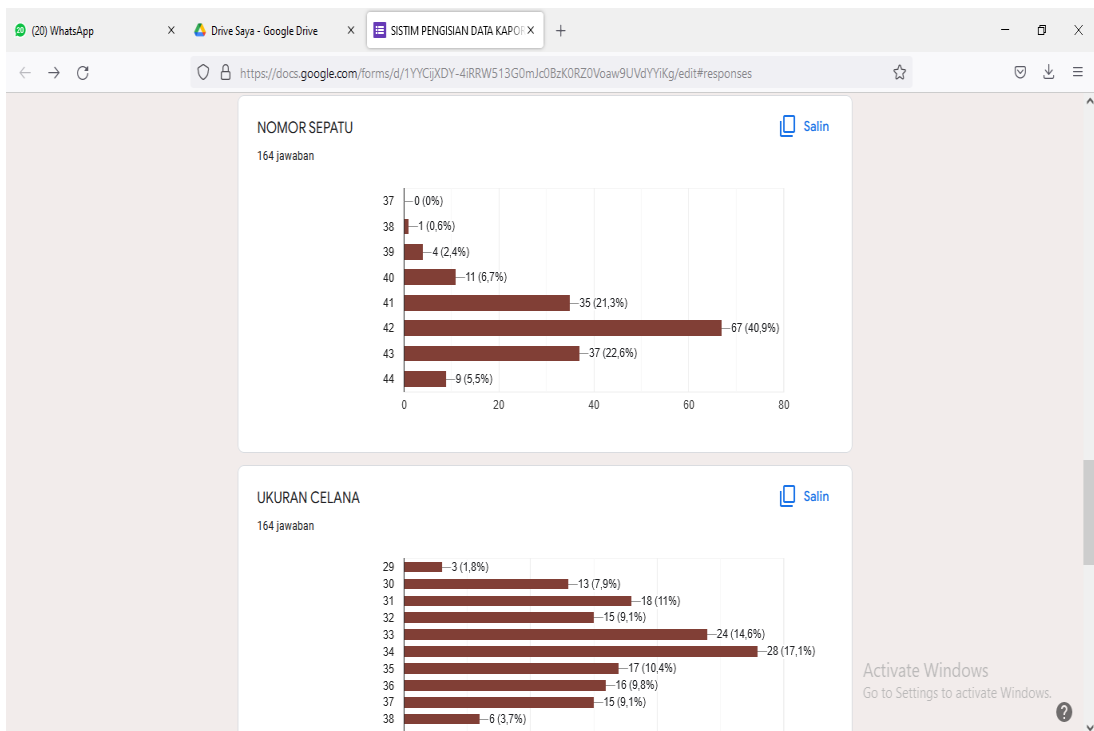 (20) WhatsApp
Drive Saya - Google Drive
SISTIM PENGISIAN DATA KAPOR
https://docs.google.com/forms/d/1YYCijXDY-4iRRW513G0mJc0BzK0RZ0Voaw9UVdYYiKg/edit#responses
NOMOR SEPATU
Salin
164 jawaban
37 0 (0%)
38 1 (0,6%)
39 4 (2,4%)
40 11 (6,7%)
41 35 (21,3%)
42 67 (40,9%)
43 37 (22,6%)
44 9 (5,5%)
0 20 40 60 80
UKURAN CELANA
Salin
164 jawaban
29 3 (1,8%)
30 13 (7,9%)
31 18 (11%)
32 15 (9,1%)
33 24 (14,6%)
34 28 (17,1%)
35 17 (10,4%)
36 16 (9,8%)
37 15 (9,1%)
38 6 (3,7%)
Activate Windows
Go to Settings to activate Windows.